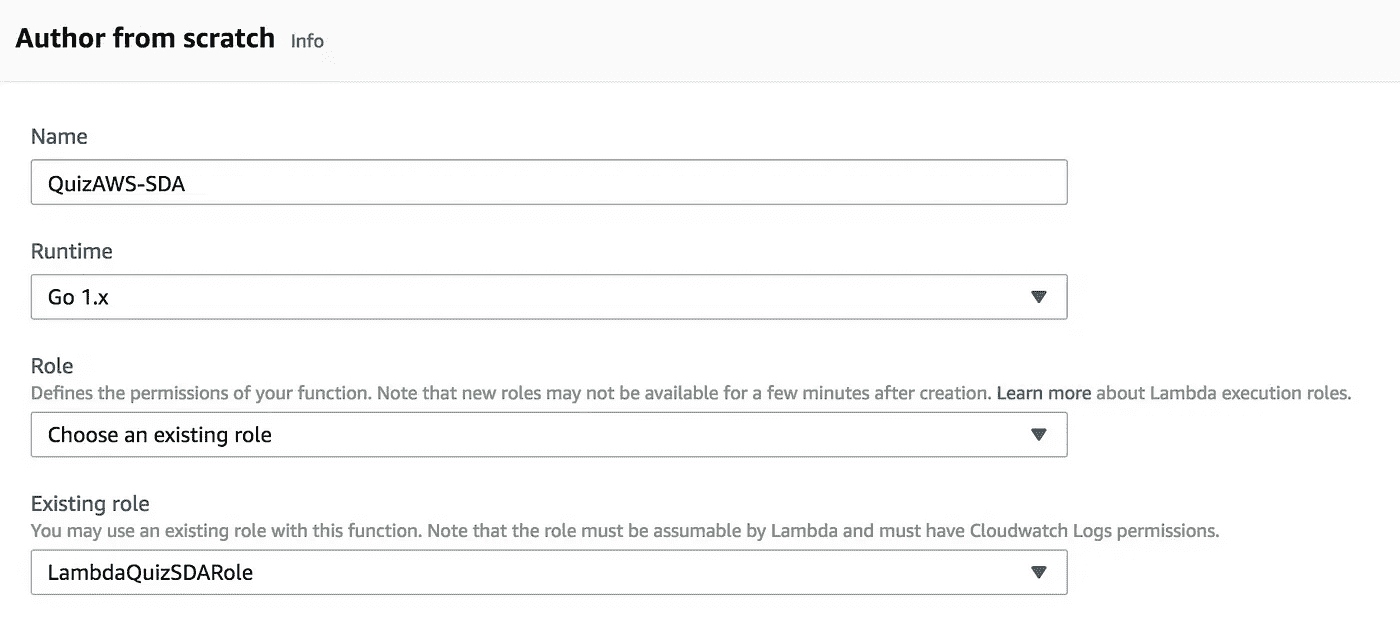 Author from scratch Info
Name
QuizAWS-SDA
Runtime
Go 1.x
Role
Defines the permissions of your function. Note that new roles may not be available for a few minutes after creation. Learn more about Lambda execution roles.
Choose an existing role
Existing role
You may use an existing role with this function. Note that the role must be assumable by Lambda and must have Cloudwatch Logs permissions.
LambdaQuizSDARole